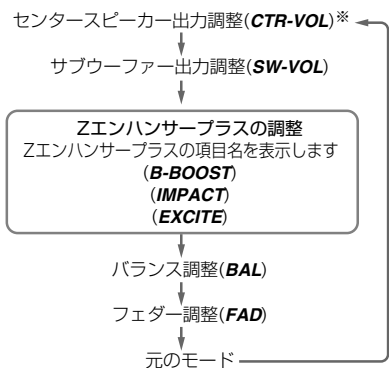 センタースピーカー出力調整(CTR-VOL)※
サブウーファー出力調整(SW-VOL)
Zエンハンサープラスの調整
Zエンハンサープラスの項目名を表示します
(B-BOOST)
(IMPACT)
(EXCITE)
バランス調整(BAL)
フェダー調整(FAD)
元のモード